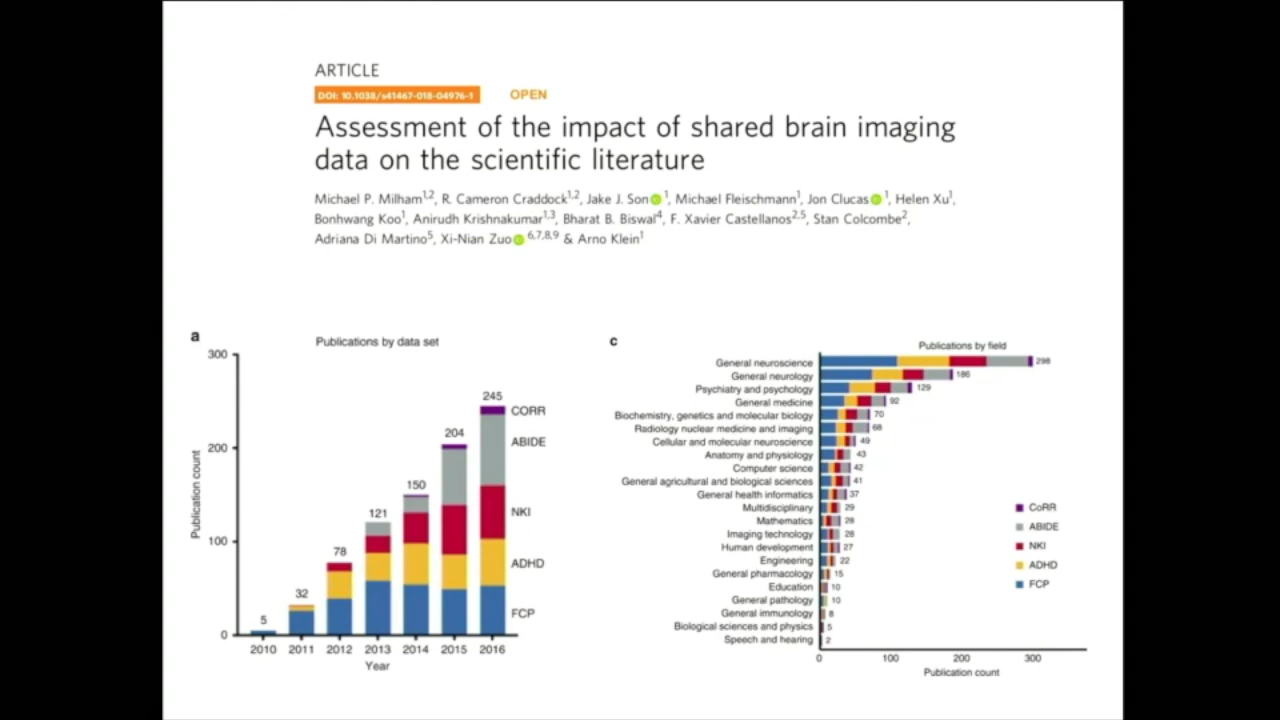 ARTICLE
DOI: 10.1038/s41467-018-04976-1 OPEN
Assessment of the impact of shared brain imaging
data on the scientific literature
Michael P. Milham1,2, R. Cameron Craddock1,2, Jake J. Son 1, Michael Fleischmann1, Jon Clucas 1, Helen Xu1,
Bonhwang Koo1, Anirudh Krishnakumar1,3, Bharat B. Biswal4, F. Xavier Castellanos2,5, Stan Colcombe2,
Adriana Di Martino5, Xi-Nian Zuo 6,7,8,9 & Arno Klein1
a
Publications by data set
Publication count
300
200
100
0
5
32
78
121
150
204
245
CORR
ABIDE
NKI
ADHD
FCP
2010 2011 2012 2013 2014 2015 2016
Year
c
Publications by field
General neuroscience 298
General neurology 186
Psychiatry and psychology 129
General medicine 92
Biochemistry, genetics and molecular biology 70
Radiology nuclear medicine and imaging 68
Cellular and molecular neuroscience 49
Anatomy and physiology 43
Computer science 42
General agricultural and biological sciences 41
General health informatics 37
Multidisciplinary 29
Mathematics 28
Imaging technology 28
Human development 27
Engineering 22
General pharmacology 15
Education 10
General pathology 10
General immunology 8
Biological sciences and physics 5
Speech and hearing 2
CoRR
ABIDE
NKI
ADHD
FCP
0 100 200 300
Publication count